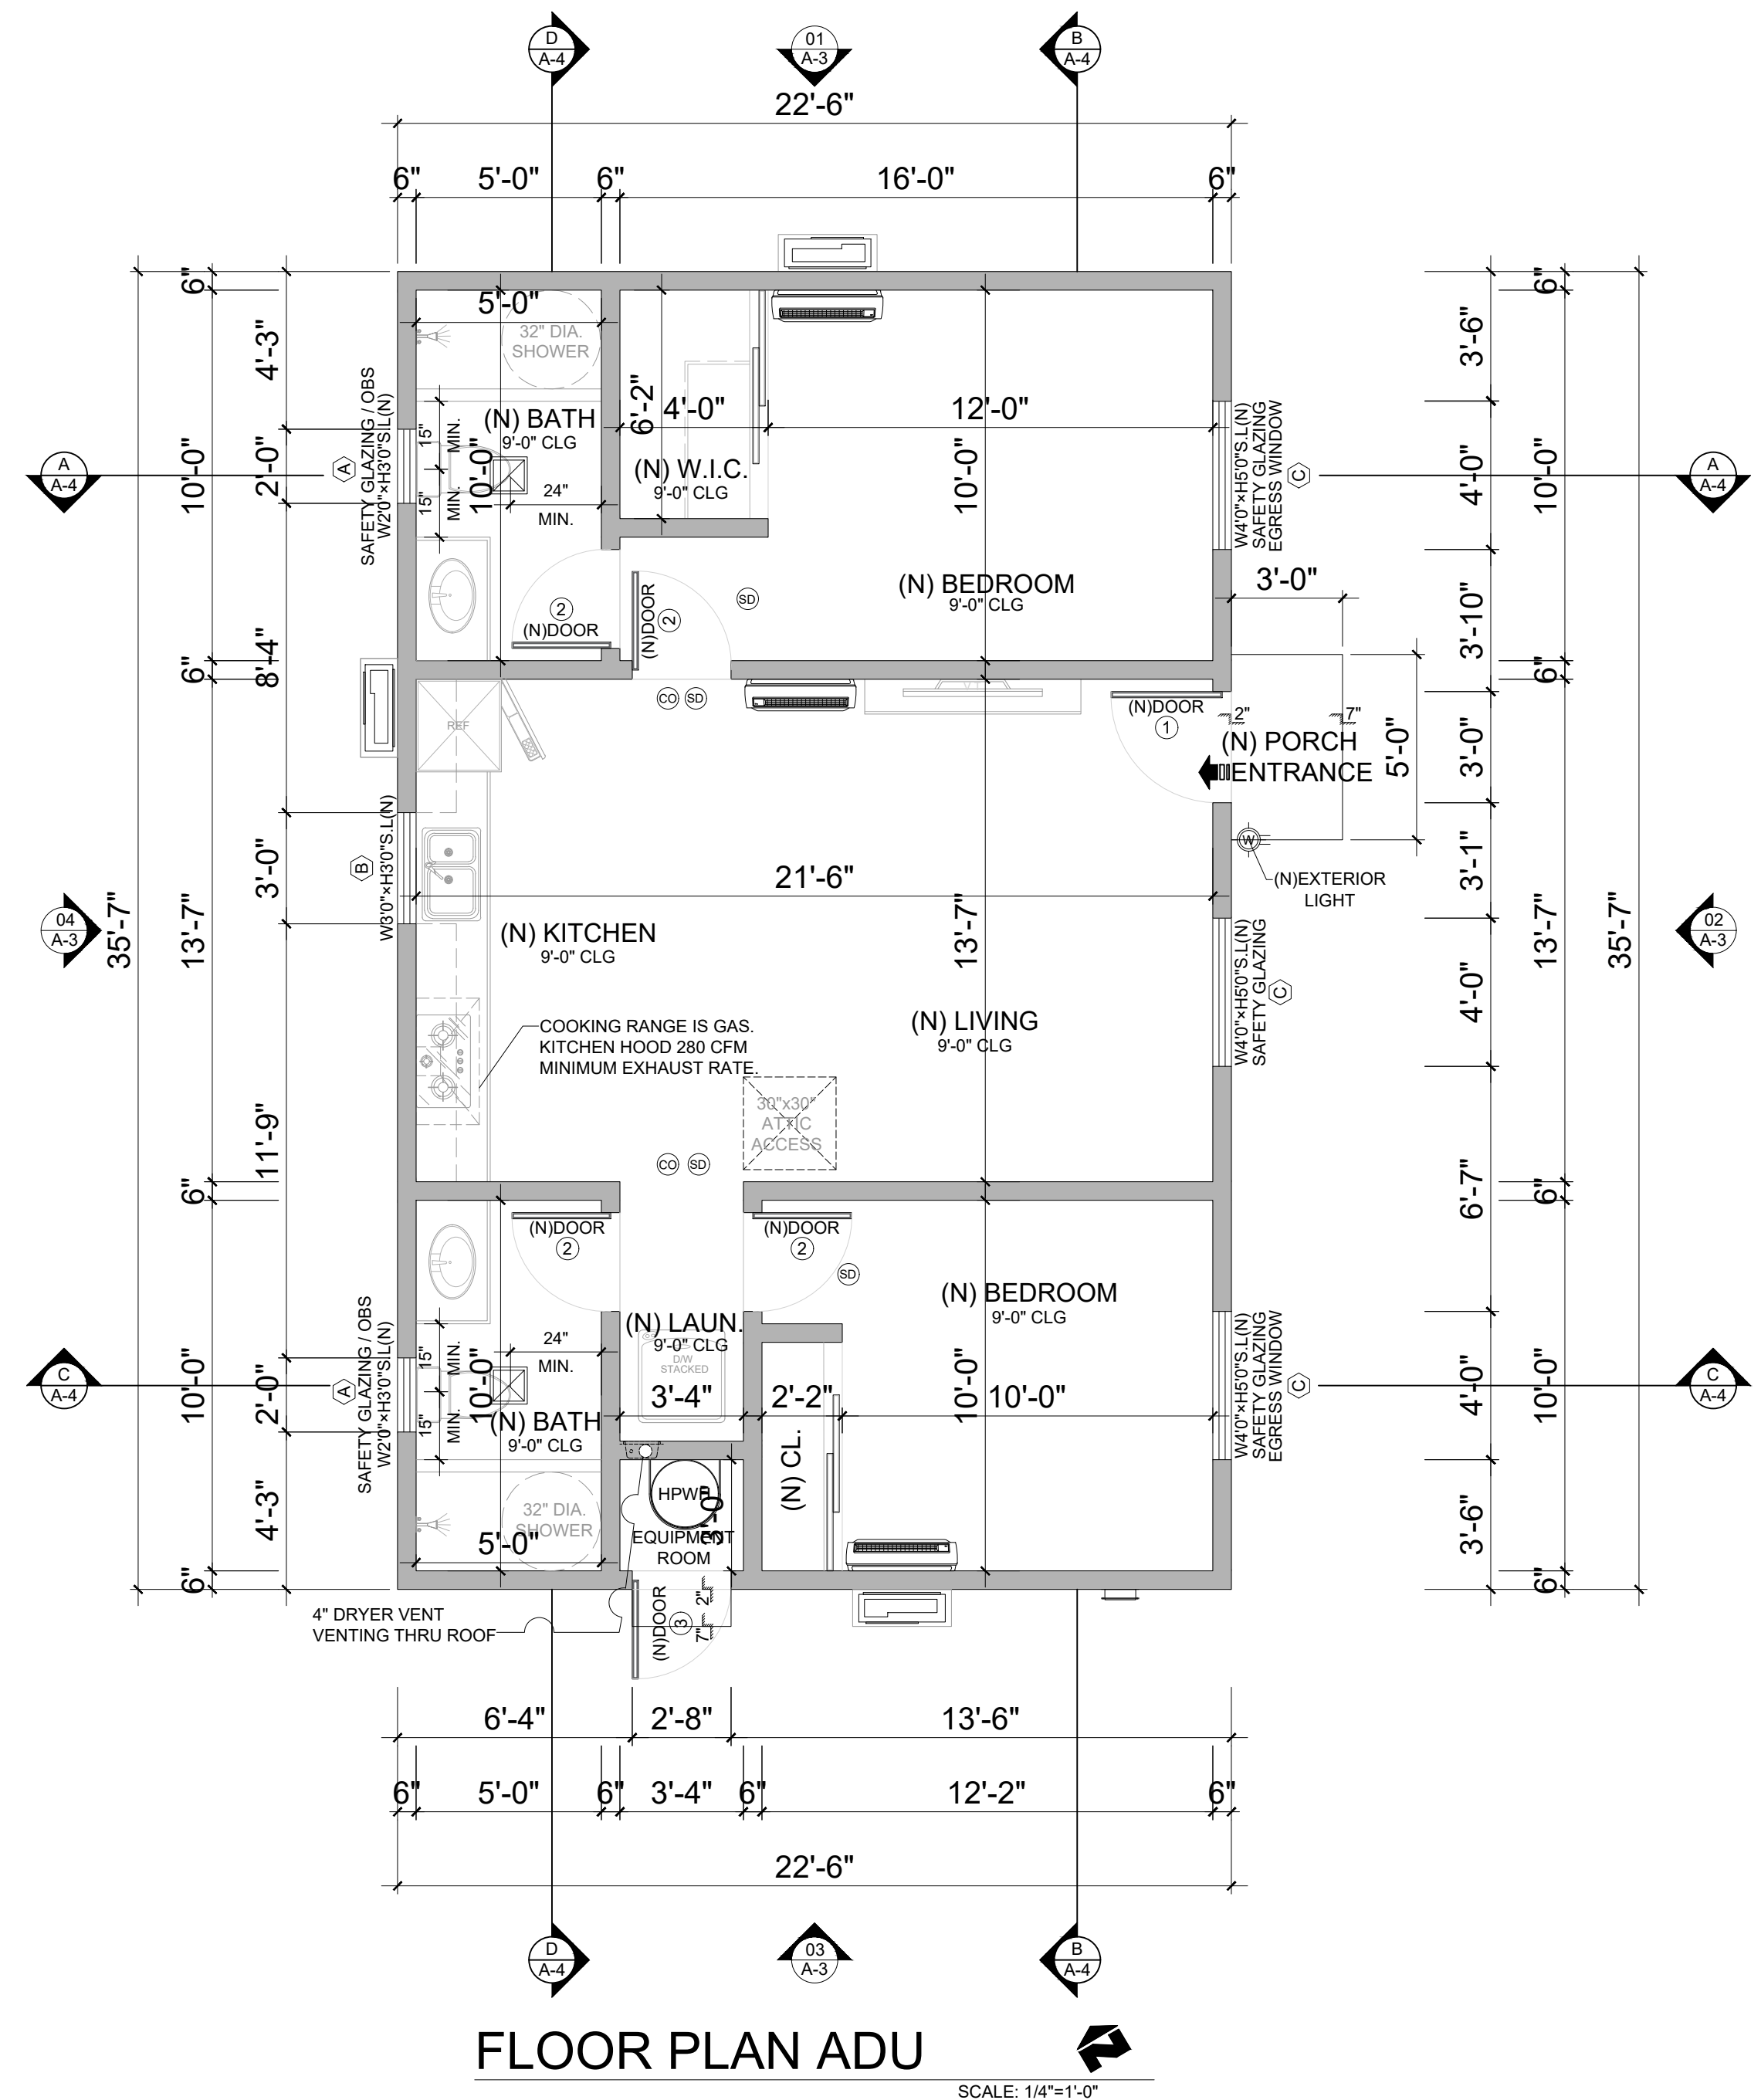 D
A-4
01
A-3
B
A-4
22'-6"
6"
5'-0"
6"
16'-0"
6"
6"
10'-0"
6"
13'-7"
6"
10'-0"
6"
35'-7"
4'-3"
2'-0"
8'-4"
3'-0"
11'-9"
2'-0"
4'-3"
A
A-4
04
A-3
C
A-4
SAFETY GLAZING / OBS
W2'0"×H3'0"S.L(N)
A
B
W3'0"×H3'0"S.L(N)
SAFETY GLAZING / OBS
W2'0"×H3'0"S.L(N)
A
5'-0"
32" DIA.
SHOWER
(N) BATH
9'-0" CLG
15"
MIN.
15"
MIN.
10'-0"
24"
MIN.
2
(N)DOOR
6'-2"
4'-0"
(N) W.I.C.
9'-0" CLG
12'-0"
10'-0"
(N) BEDROOM
9'-0" CLG
(N)DOOR
2
SD
W4'0"×H5'0"S.L(N)
SAFETY GLAZING
EGRESS WINDOW
C
3'-0"
REF
CO
SD
TV
(N)DOOR
1
2"
7"
(N) PORCH
ENTRANCE
5'-0"
W
(N)EXTERIOR
LIGHT
21'-6"
13'-7"
(N) KITCHEN
9'-0" CLG
(N) LIVING
9'-0" CLG
COOKING RANGE IS GAS.
KITCHEN HOOD 280 CFM
MINIMUM EXHAUST RATE.
30"x30"
ATTIC
ACCESS
CO
SD
W4'0"×H5'0"S.L(N)
SAFETY GLAZING
C
(N)DOOR
2
(N)DOOR
2
SD
(N) BEDROOM
9'-0" CLG
(N) LAUN.
9'-0" CLG
D/W
STACKED
15"
MIN.
15"
MIN.
10'-0"
24"
MIN.
(N) BATH
9'-0" CLG
3'-4"
2'-2"
10'-0"
10'-0"
(N) CL.
32" DIA.
SHOWER
5'-0"
HPWH
3'-0"
EQUIPMENT
ROOM
(N)DOOR
3
2"
7"
4" DRYER VENT
VENTING THRU ROOF
W4'0"×H5'0"S.L(N)
SAFETY GLAZING
EGRESS WINDOW
C
3'-6"
4'-0"
3'-10"
3'-0"
3'-1"
4'-0"
6'-7"
4'-0"
3'-6"
6"
10'-0"
6"
13'-7"
6"
10'-0"
6"
35'-7"
A
A-4
02
A-3
C
A-4
6'-4"
2'-8"
13'-6"
6"
5'-0"
6"
3'-4"
6"
12'-2"
6"
22'-6"
D
A-4
03
A-3
B
A-4
FLOOR PLAN ADU
SCALE: 1/4"=1'-0"